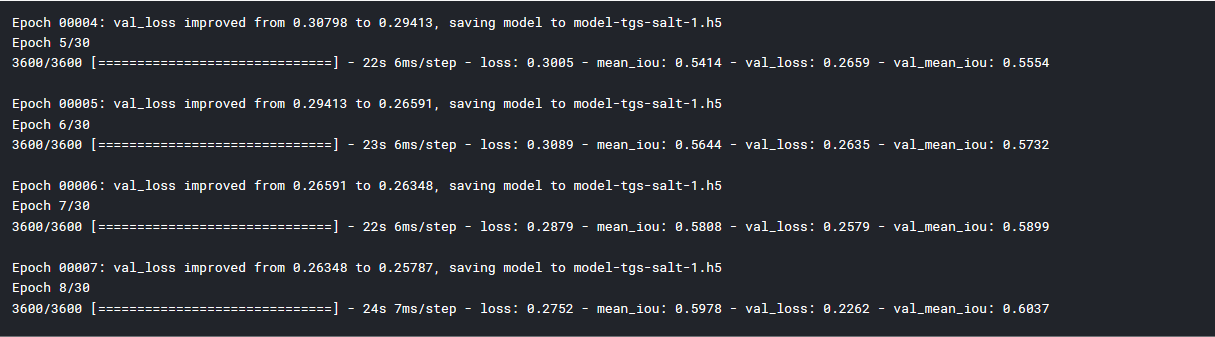 Epoch 00004: val_loss improved from 0.30798 to 0.29413, saving model to model-tgs-salt-1.h5
Epoch 5/30
3600/3600 [==============================] - 22s 6ms/step - loss: 0.3005 - mean_iou: 0.5414 - val_loss: 0.2659 - val_mean_iou: 0.5554
Epoch 00005: val_loss improved from 0.29413 to 0.26591, saving model to model-tgs-salt-1.h5
Epoch 6/30
3600/3600 [==============================] - 23s 6ms/step - loss: 0.3089 - mean_iou: 0.5644 - val_loss: 0.2635 - val_mean_iou: 0.5732
Epoch 00006: val_loss improved from 0.26591 to 0.26348, saving model to model-tgs-salt-1.h5
Epoch 7/30
3600/3600 [==============================] - 22s 6ms/step - loss: 0.2879 - mean_iou: 0.5808 - val_loss: 0.2579 - val_mean_iou: 0.5899
Epoch 00007: val_loss improved from 0.26348 to 0.25787, saving model to model-tgs-salt-1.h5
Epoch 8/30
3600/3600 [==============================] - 24s 7ms/step - loss: 0.2752 - mean_iou: 0.5978 - val_loss: 0.2262 - val_mean_iou: 0.6037